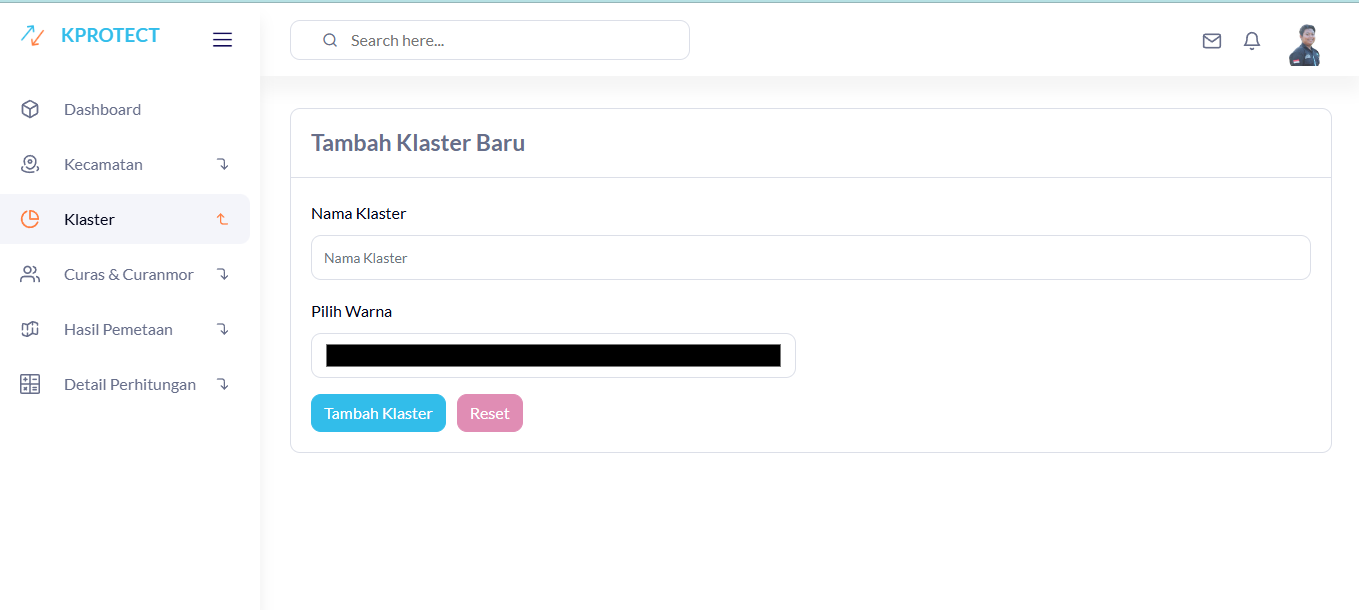 KPROTECT
Search here...
Dashboard
Kecamatan
Klaster
Curas & Curanmor
Hasil Pemetaan
Detail Perhitungan
Tambah Klaster Baru
Nama Klaster
Nama Klaster
Pilih Warna
Tambah Klaster
Reset